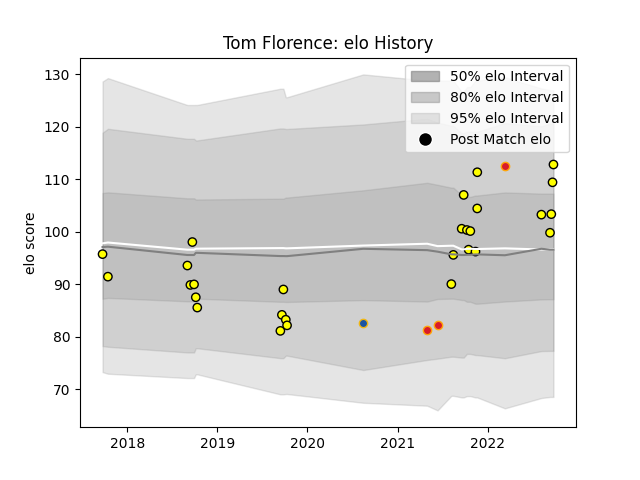 Tom Florence: elo History
130
120
110
100
90
80
70
elo score
50% elo Interval
80% elo Interval
95% elo Interval
Post Match elo
2018 2019 2020 2021 2022